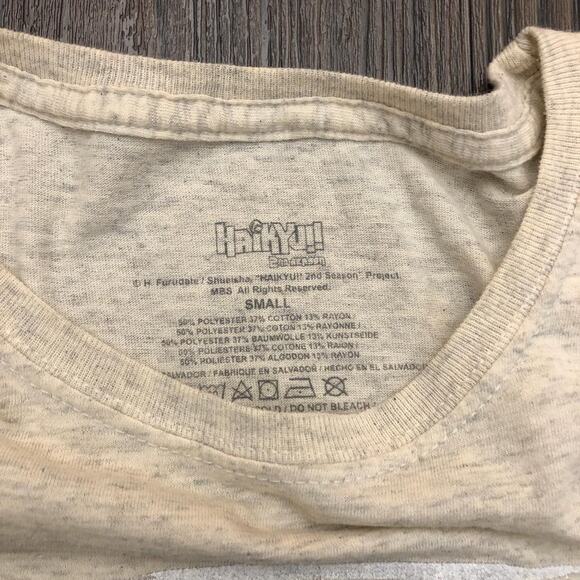 HAIKYU!!
2ND SEASON
© H. Furudate / Shueisha, "HAIKYU!! 2nd Season" Project.
MBS All Rights Reserved.
SMALL
50% POLYESTER 37% COTTON 13% RAYON /
50% POLYESTER 37% COTON 13% RAYONNE /
50% POLYESTER 37% BAUMWOLLE 13% KUNSTSEIDE
50% POLIESTERE 37% COTONE 13% RAION /
50% POLIESTER 37% ALGODON 13% RAYON
SALVADOR / FABRIQUE EN SALVADOR / HECHO EN EL SALVADOR
/ DO NOT BLEACH